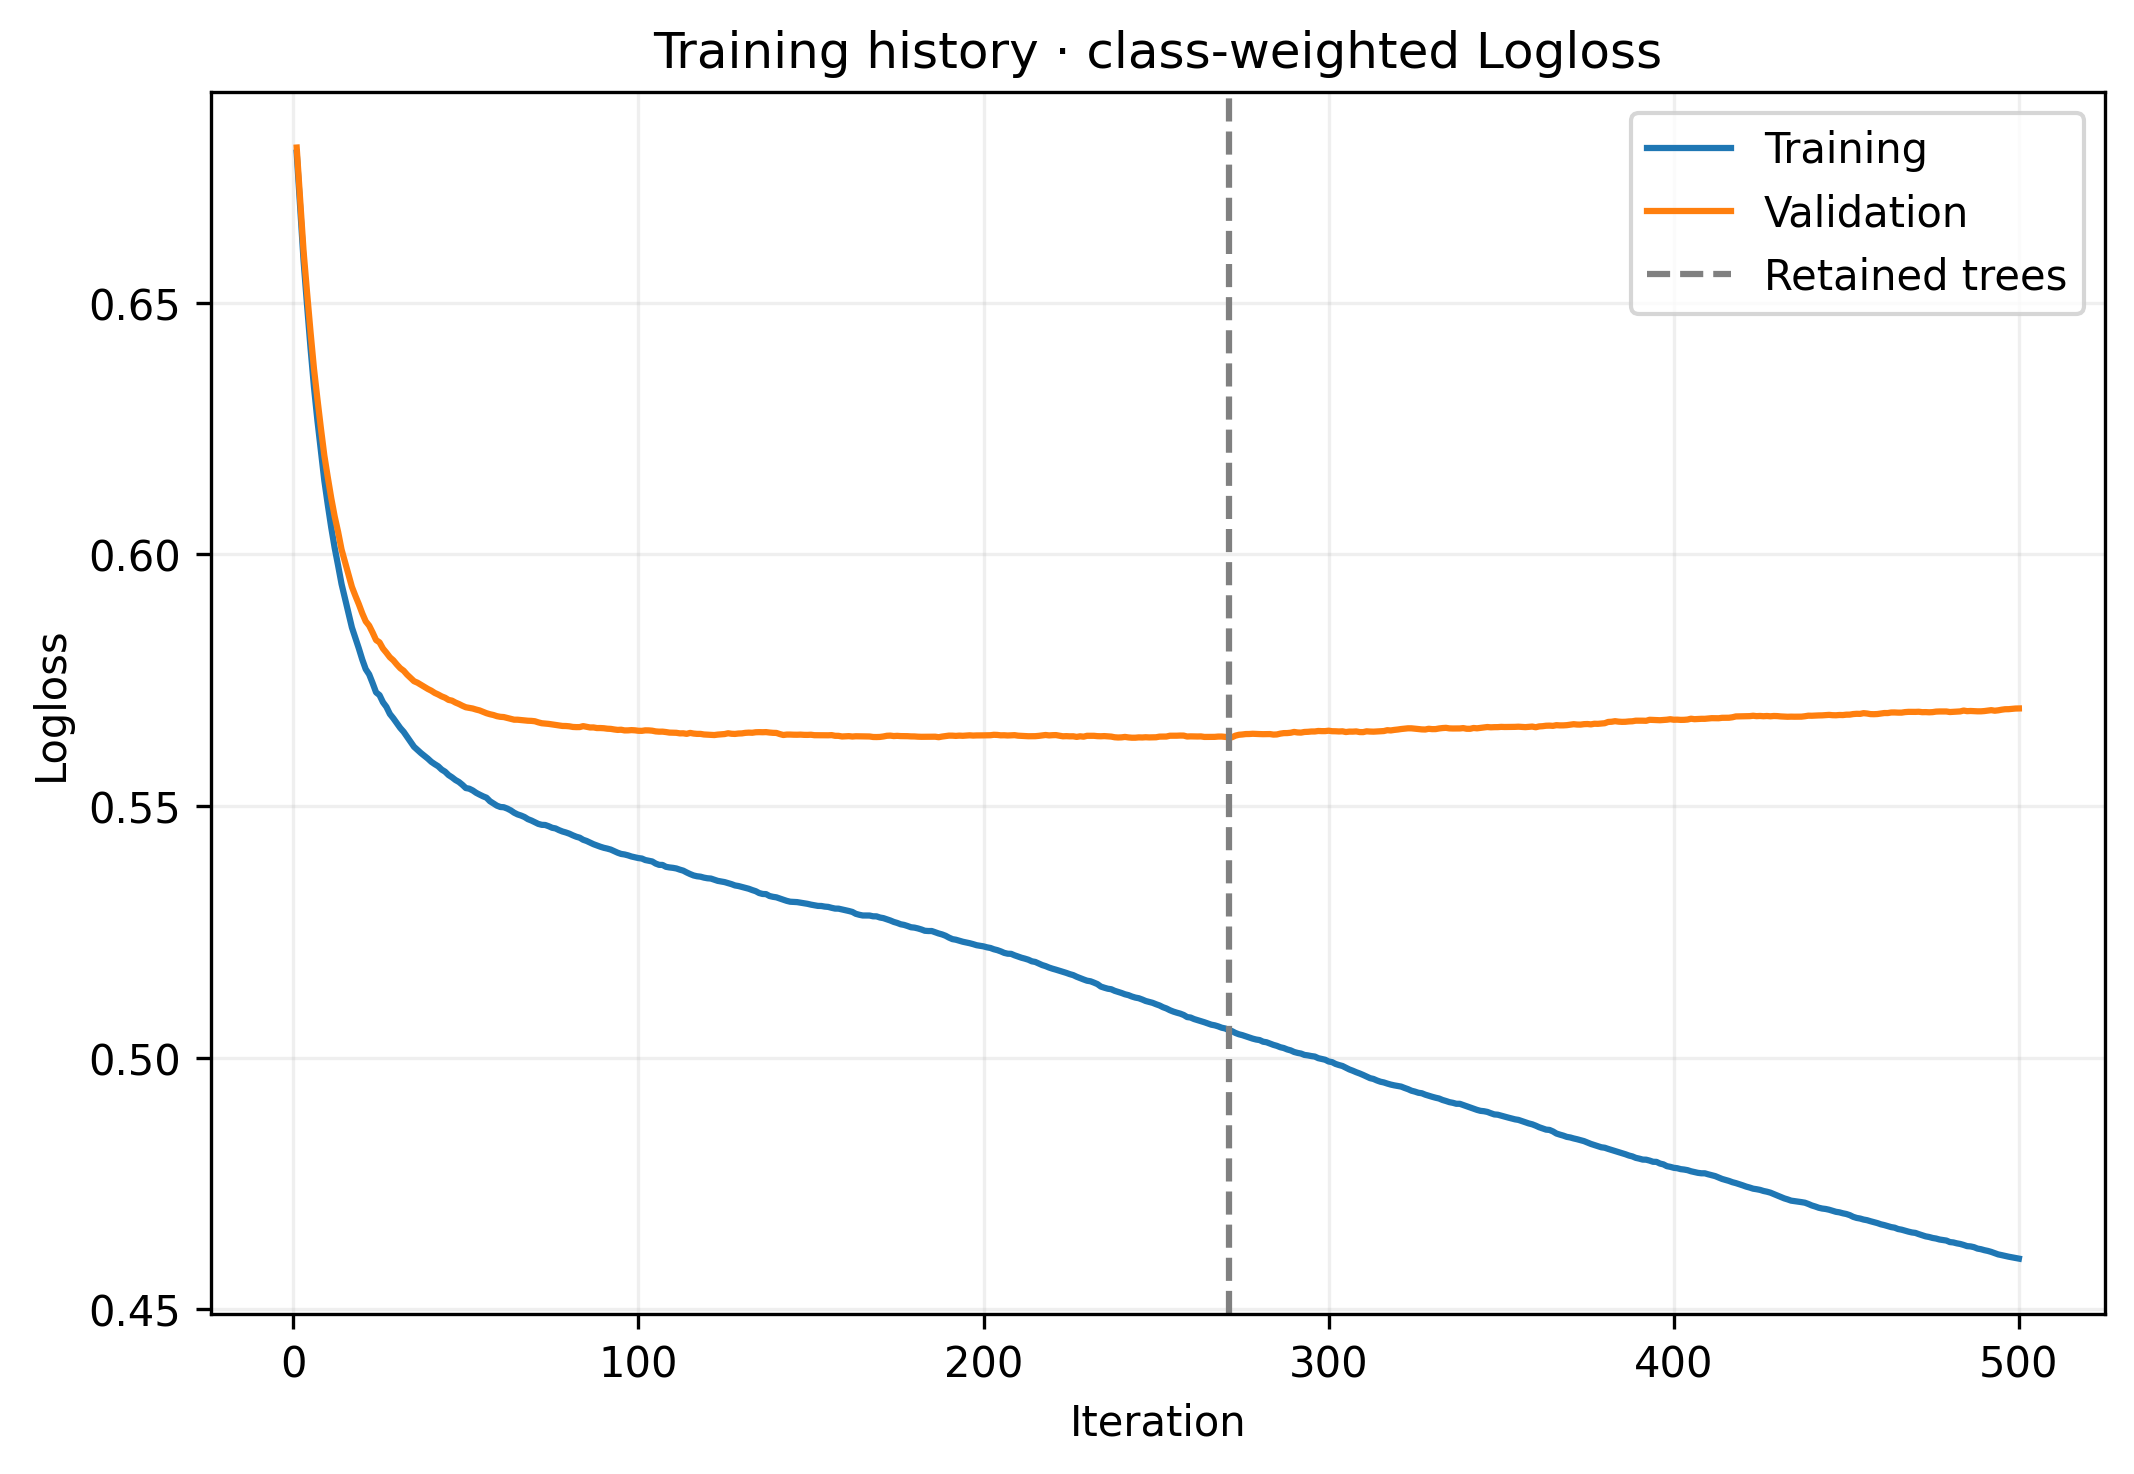 Training history · class-weighted Logloss
Training
Validation
Retained trees
Logloss
0.65
0.60
0.55
0.50
0.45
0
100
200
300
400
500
Iteration